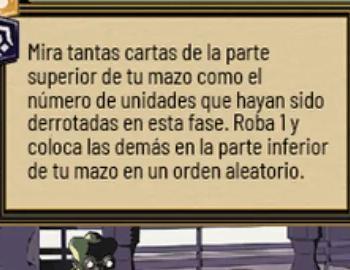 Mira tantas cartas de la parte
superior de tu mazo como el
número de unidades que hayan sido
derrotadas en esta fase. Roba 1 y
coloca las demás en la parte inferior
de tu mazo en un orden aleatorio.